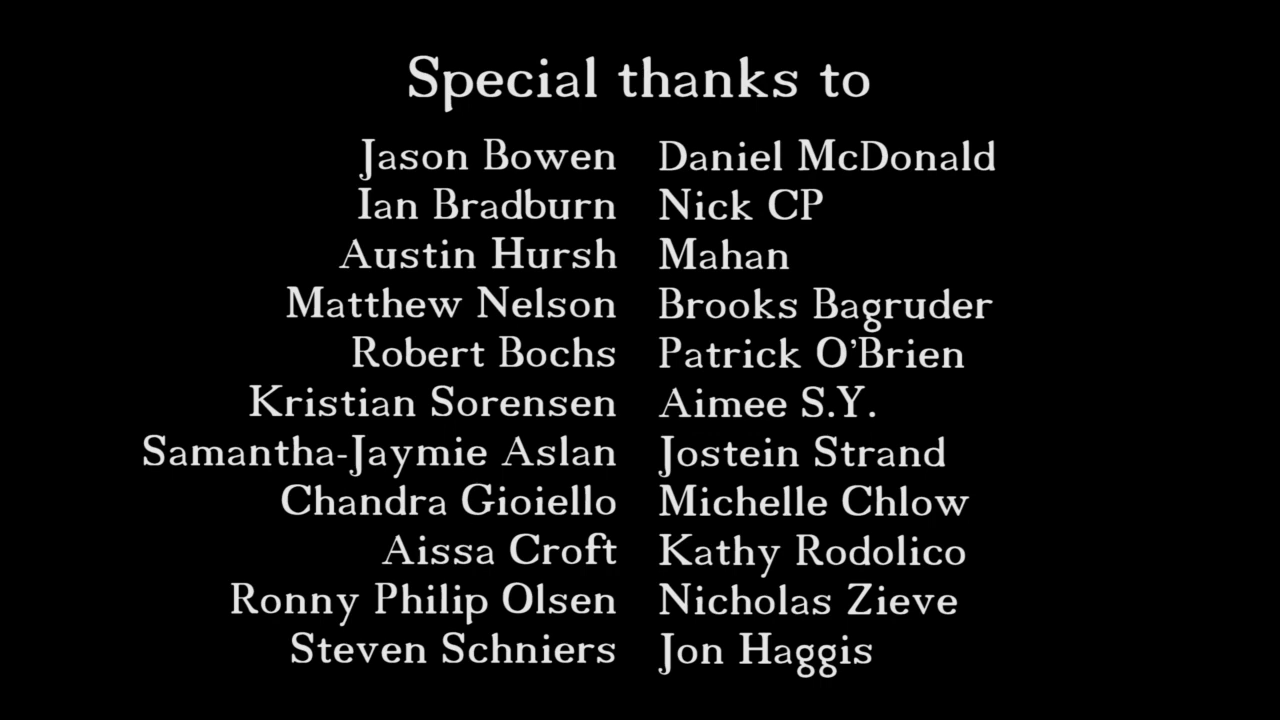 Special thanks to
Jason Bowen
Ian Bradburn
Austin Hursh
Matthew Nelson
Robert Bochs
Kristian Sorensen
Samantha-Jaymie Aslan
Chandra Gioiello
Aissa Croft
Ronny Philip Olsen
Steven Schniers
Daniel McDonald
Nick CP
Mahan
Brooks Bagruder
Patrick O'Brien
Aimee S.Y.
Jostein Strand
Michelle Chlow
Kathy Rodolico
Nicholas Zieve
Jon Haggis